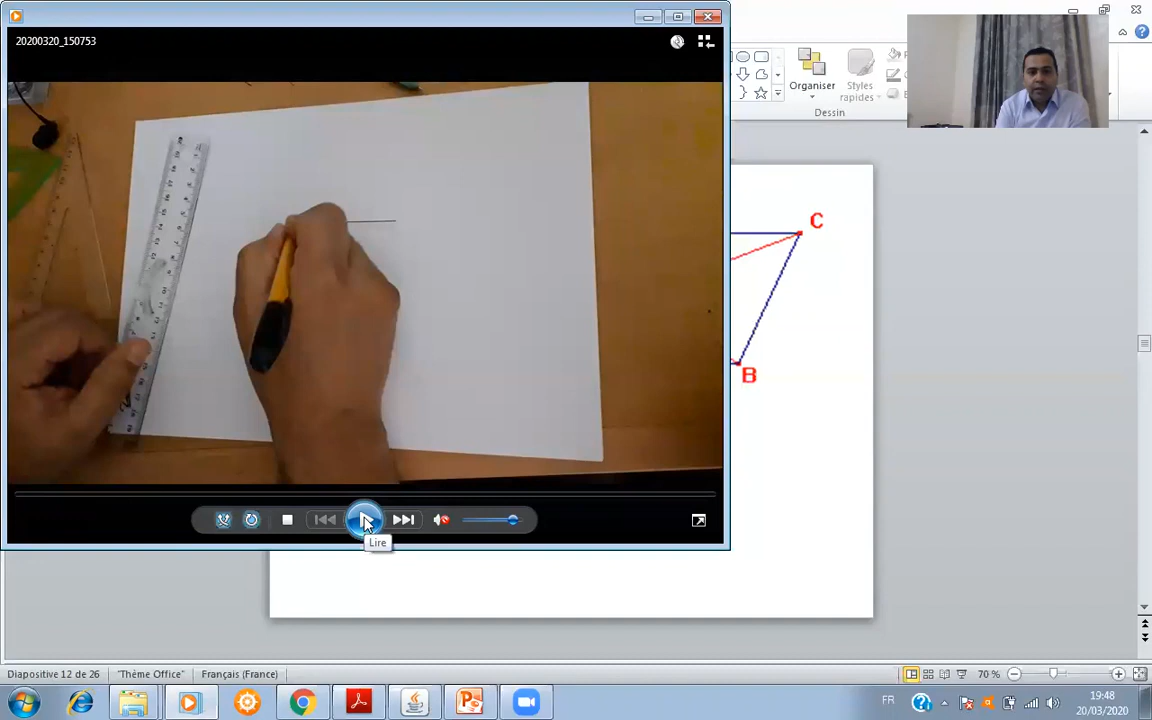 20200320_150753
Organiser
Styles
rapides
Dessin
C
B
Lire
Diapositive 12 de 26
"Thème Office"
Français (France)
70 %
FR
19:48
20/03/2020